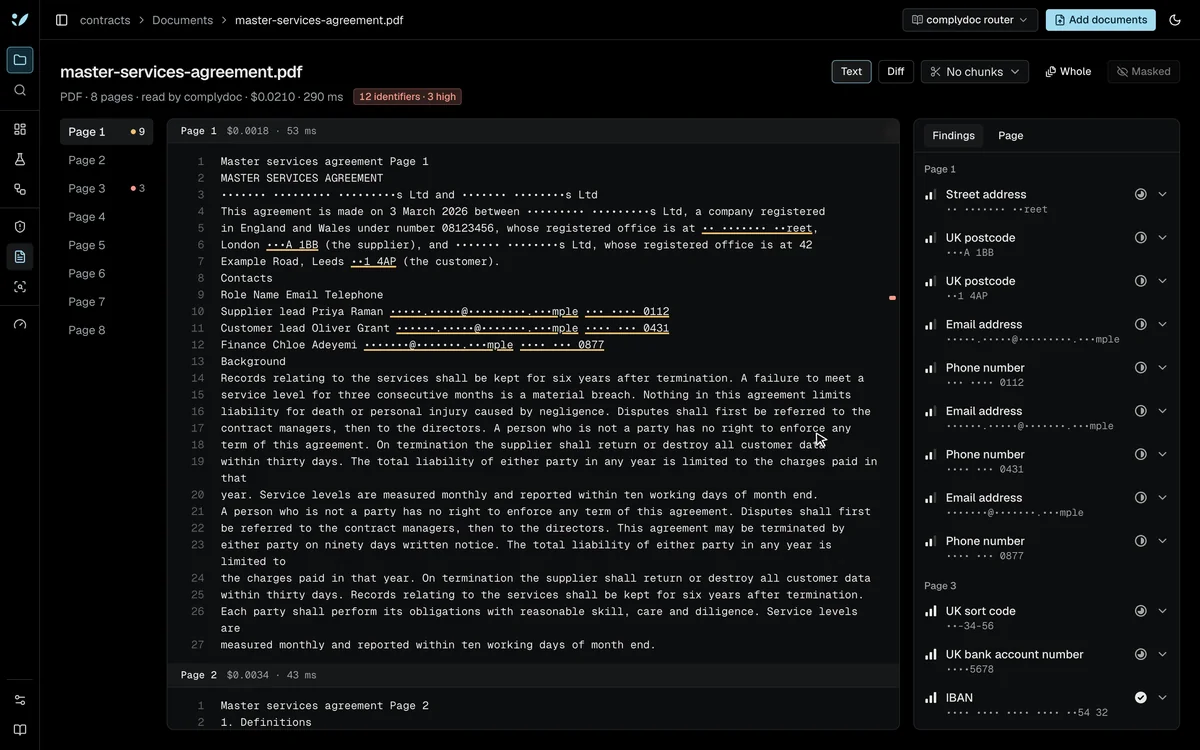 contracts > Documents > master-services-agreement.pdf
complydoc router
Add documents
master-services-agreement.pdf
Text
Diff
No chunks
Whole
Masked
PDF · 8 pages · read by complydoc · $0.0210 · 290 ms
12 identifiers · 3 high
Page 1 9
Page 2
Page 3 3
Page 4
Page 5
Page 6
Page 7
Page 8
Page 1 $0.0018 · 53 ms
1 Master services agreement Page 1
2 MASTER SERVICES AGREEMENT
3 ••••••• ••••••••• •••••••••s Ltd and ••••••• ••••••••s Ltd
4 This agreement is made on 3 March 2026 between ••••••••• •••••••••s Ltd, a company registered
5 in England and Wales under number 08123456, whose registered office is at •• ••••••• ••reet,
6 London •••A 1BB (the supplier), and ••••••• ••••••••s Ltd, whose registered office is at 42
7 Example Road, Leeds ••1 4AP (the customer).
8 Contacts
9 Role Name Email Telephone
10 Supplier lead Priya Raman •••••.•••••@•••••••••.•••mple ••• •••• 0112
11 Customer lead Oliver Grant ••••••.•••••@•••••••.•••mple •••• ••• 0431
12 Finance Chloe Adeyemi •••••••@•••••••.•••mple •••• ••• 0877
13 Background
14 Records relating to the services shall be kept for six years after termination. A failure to meet a
15 service level for three consecutive months is a material breach. Nothing in this agreement limits
16 liability for death or personal injury caused by negligence. Disputes shall first be referred to the
17 contract managers, then to the directors. A person who is not a party has no right to enforce any
18 term of this agreement. On termination the supplier shall return or destroy all customer data
19 within thirty days. The total liability of either party in any year is limited to the charges paid in
that
20 year. Service levels are measured monthly and reported within ten working days of month end.
21 A person who is not a party has no right to enforce any term of this agreement. Disputes shall first
22 be referred to the contract managers, then to the directors. This agreement may be terminated by
23 either party on ninety days written notice. The total liability of either party in any year is
limited to
24 the charges paid in that year. On termination the supplier shall return or destroy all customer data
25 within thirty days. Records relating to the services shall be kept for six years after termination.
26 Each party shall perform its obligations with reasonable skill, care and diligence. Service levels
are
27 measured monthly and reported within ten working days of month end.
Page 2 $0.0034 · 43 ms
1 Master services agreement Page 2
2 1. Definitions
Findings
Page
Page 1
Street address
•• ••••••• ••reet
UK postcode
•••A 1BB
UK postcode
••1 4AP
Email address
•••••.•••••@•••••••••.•••mple
Phone number
••• •••• 0112
Email address
••••••.•••••@•••••••.•••mple
Phone number
•••• ••• 0431
Email address
•••••••@•••••••.•••mple
Phone number
•••• ••• 0877
Page 3
UK sort code
••-34-56
UK bank account number
••••5678
IBAN
•••• •••• •••• •••• ••54 32